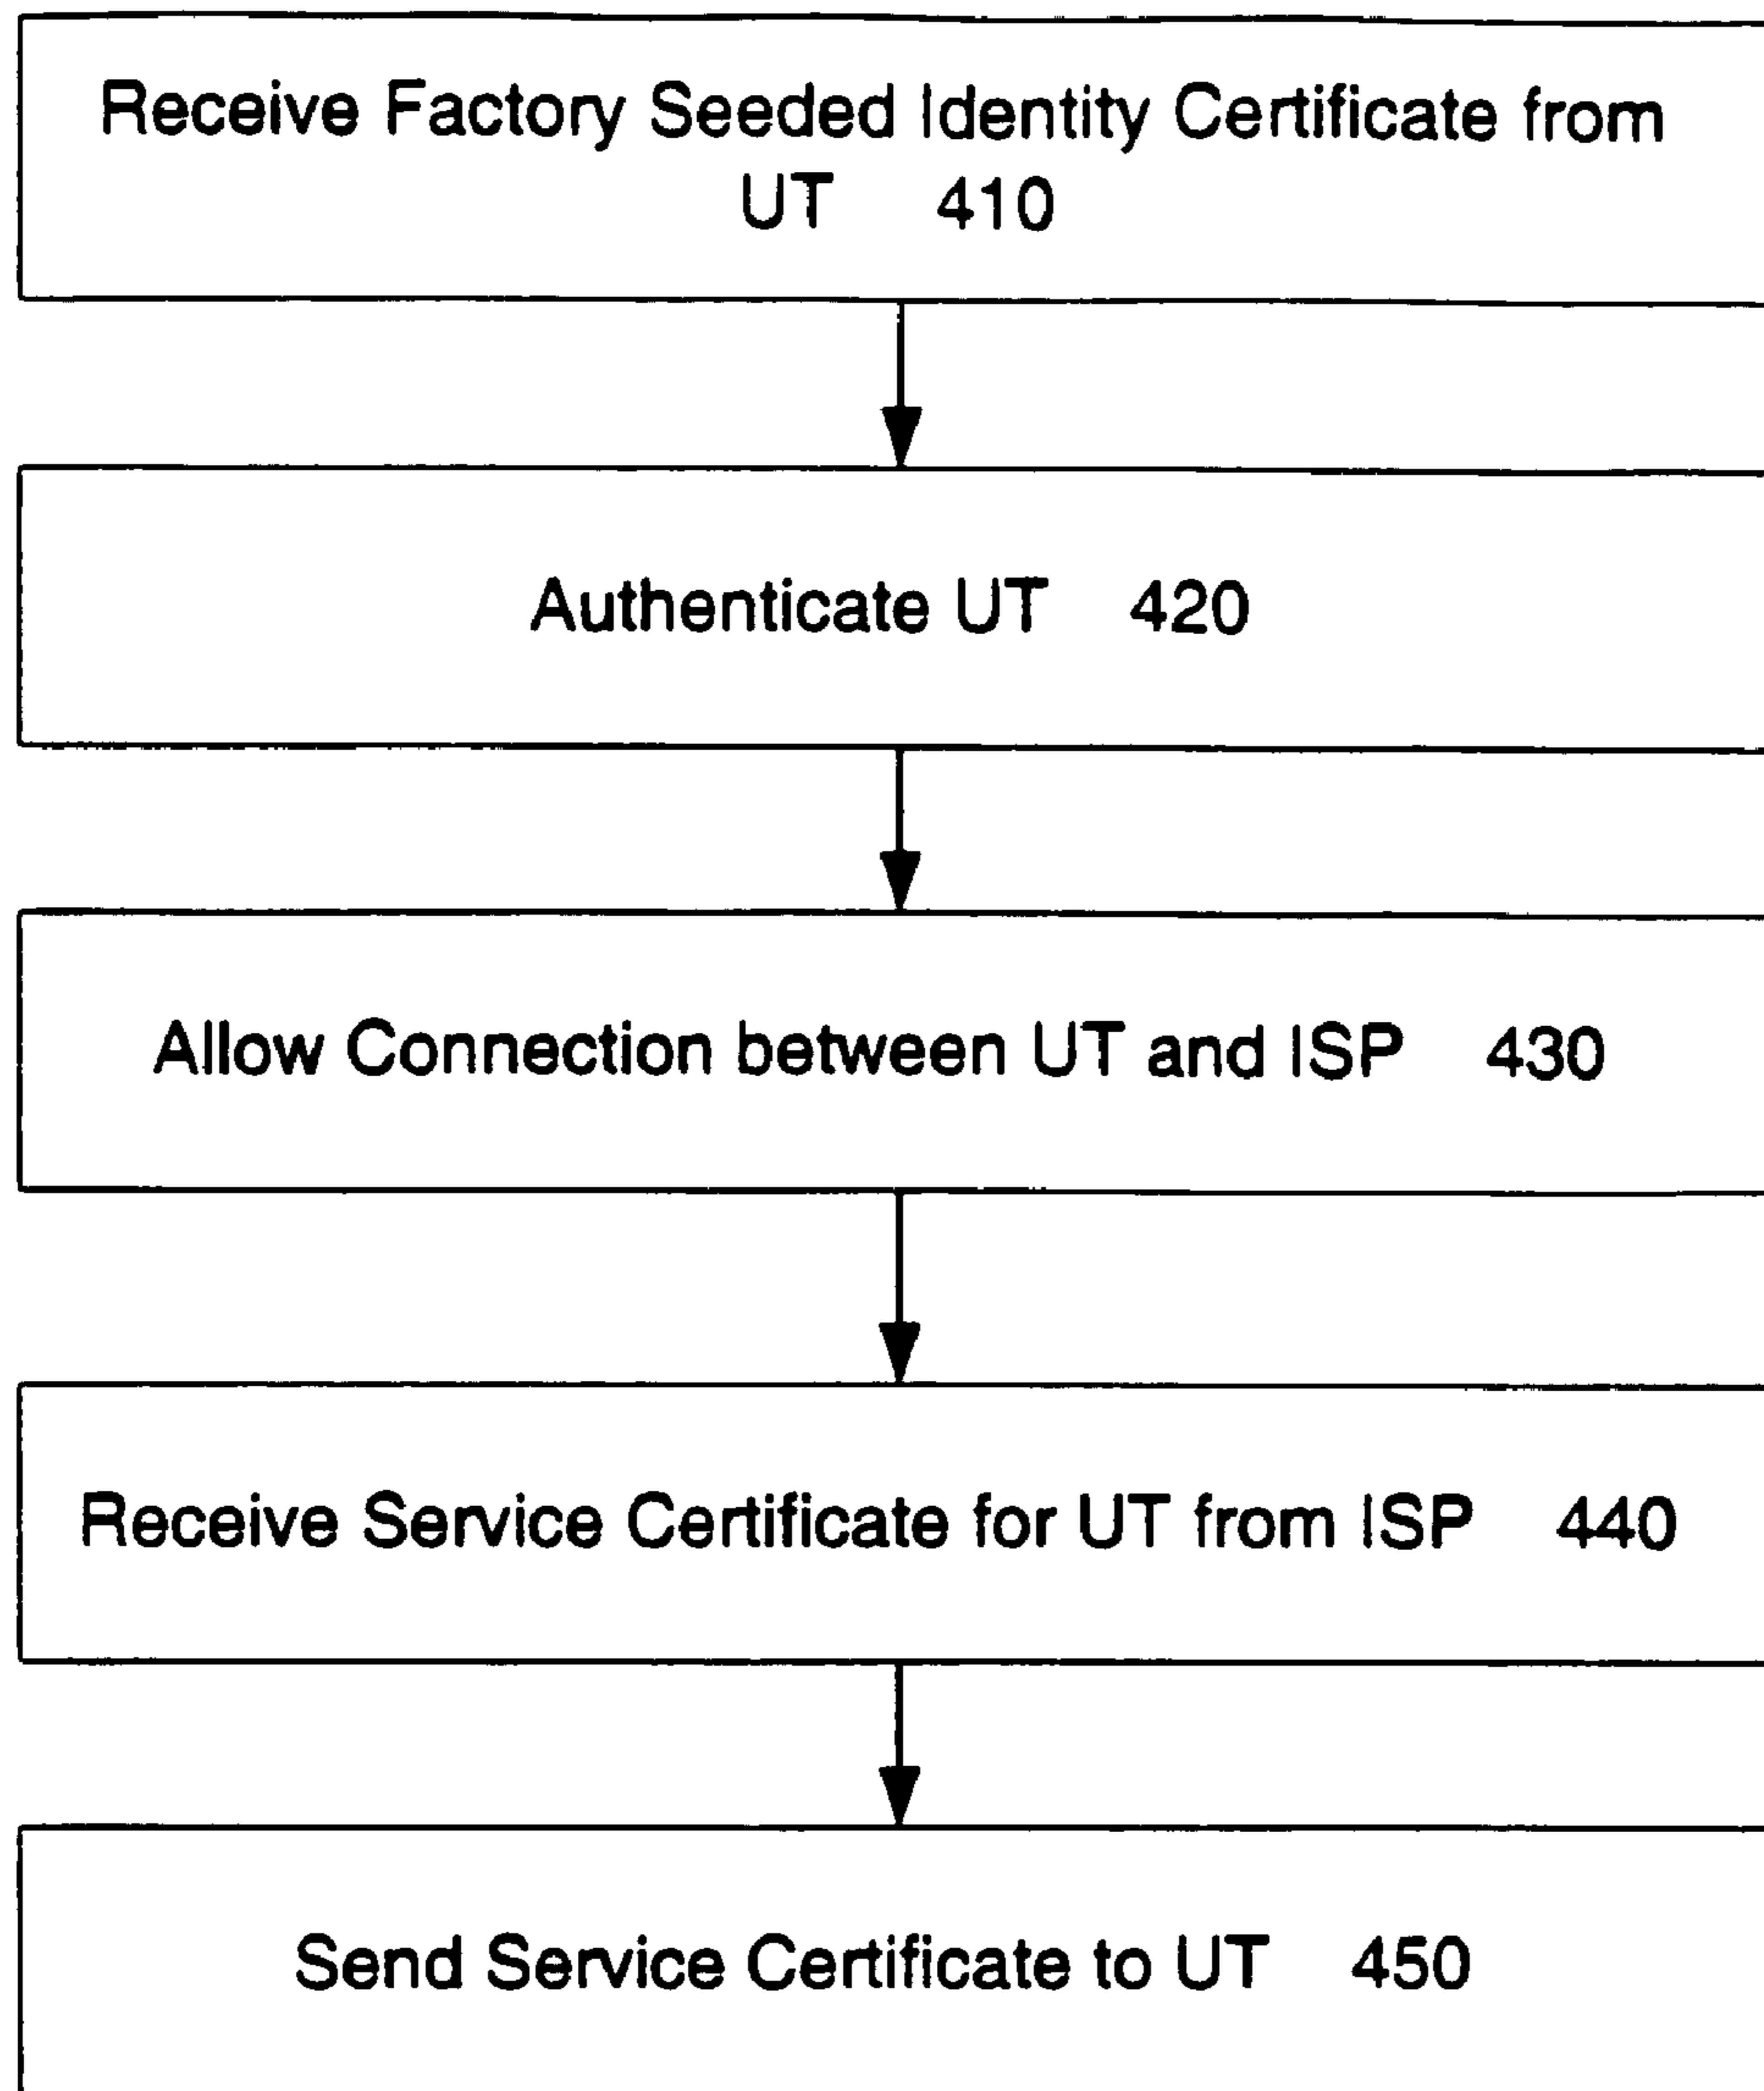 Receive Factory Seeded Identity Certificate from
UT 410
Authenticate UT 420
Allow Connection between UT and ISP 430
Receive Service Certificate for UT from ISP 440
Send Service Certificate to UT 450